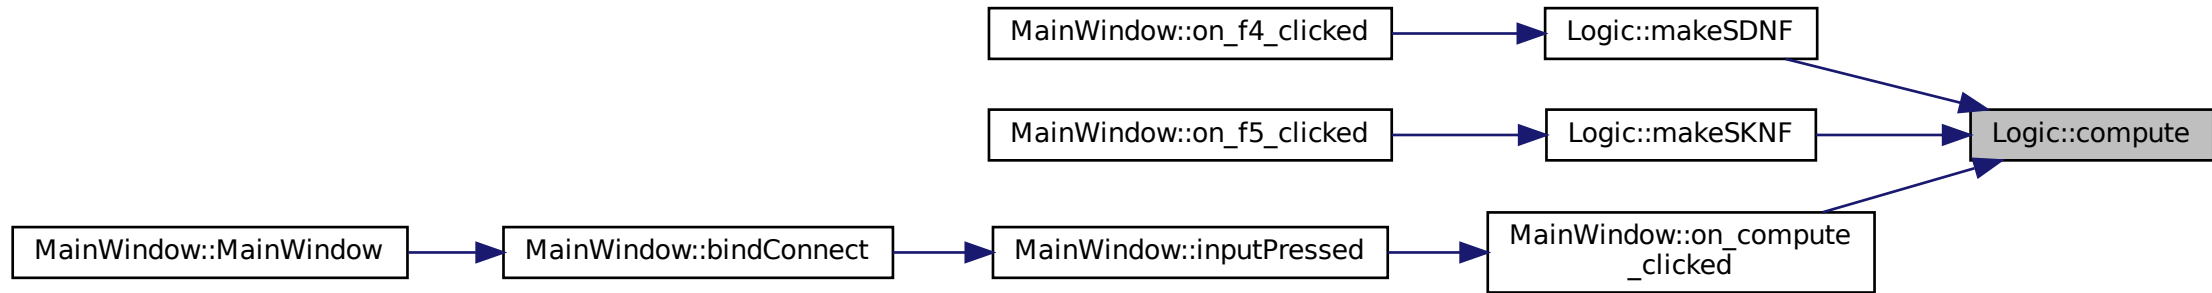 MainWindow::on_f4_clicked
Logic::makeSDNF
MainWindow::on_f5_clicked
Logic::makeSKNF
Logic::compute
MainWindow::MainWindow
MainWindow::bindConnect
MainWindow::inputPressed
MainWindow::on_compute
_clicked